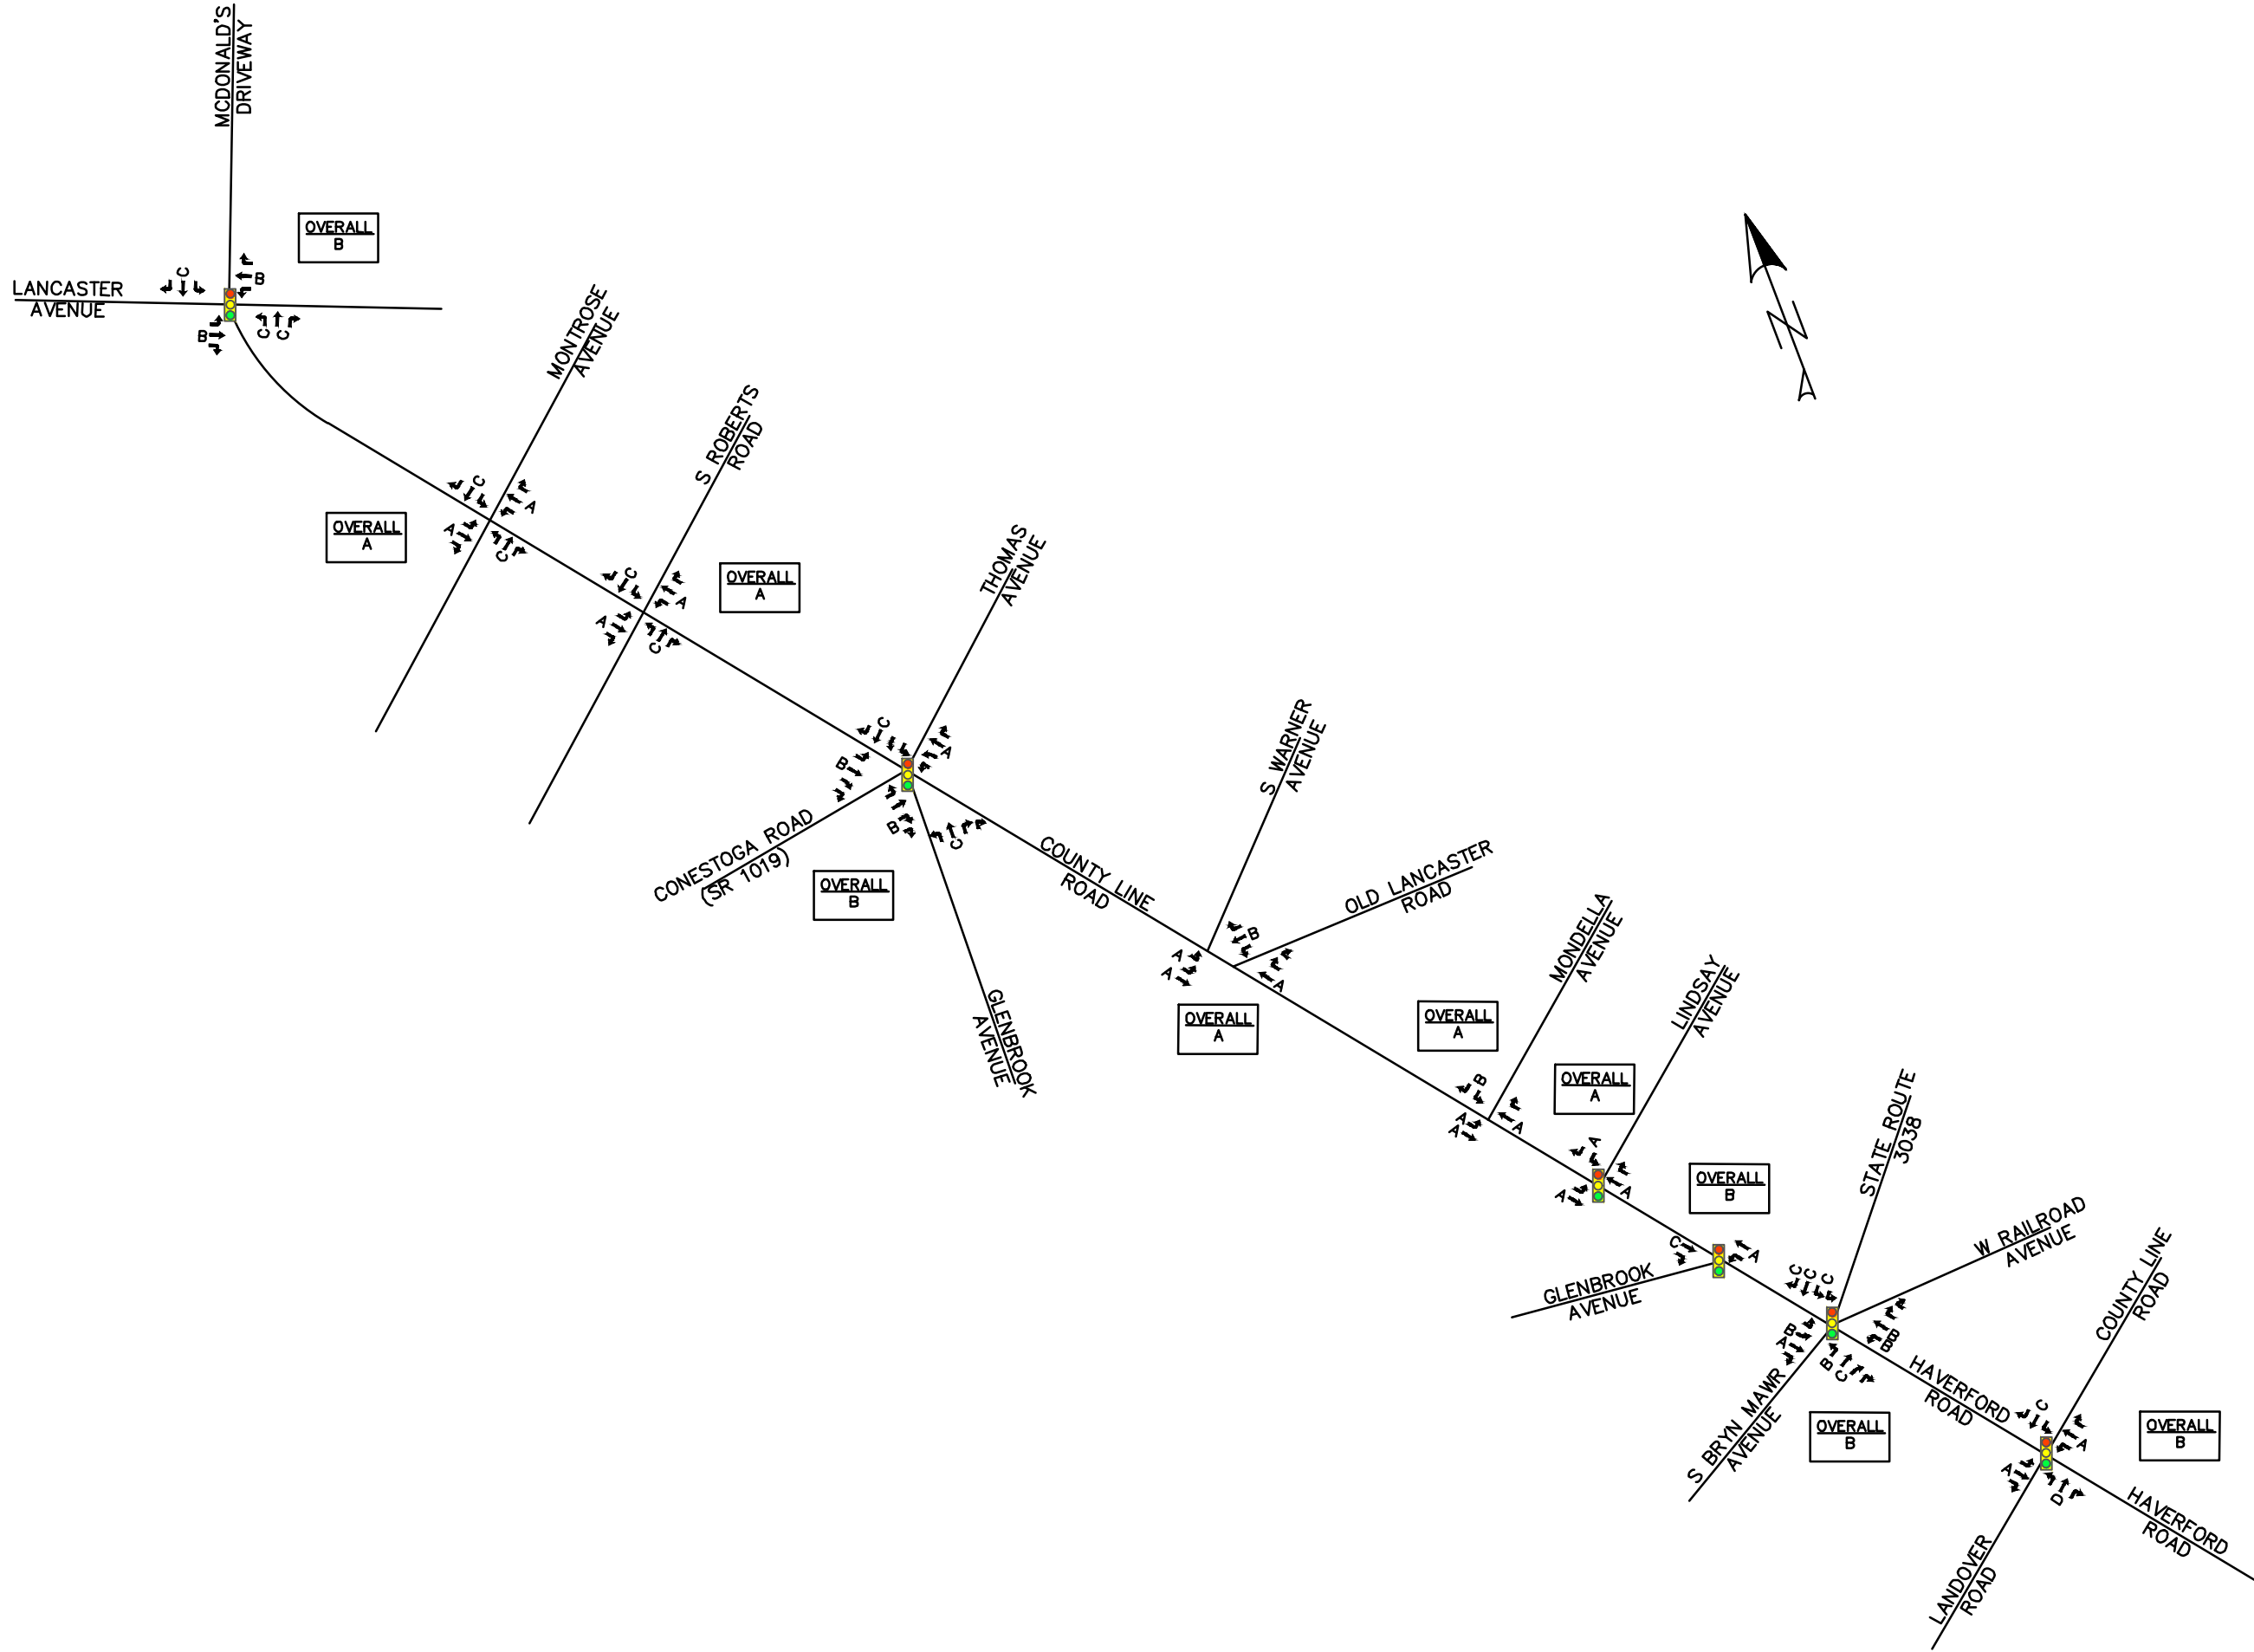 MCDONALD'S
DRIVEWAY
OVERALL
B
LANCASTER
AVENUE
C
B
B
C
C
MONTROSE
AVENUE
OVERALL
A
C
A
A
C
S ROBERTS
ROAD
OVERALL
A
C
A
A
C
THOMAS
AVENUE
C
A
B
B
C
CONESTOGA ROAD
(SR 1019)
OVERALL
B
GLENBROOK
AVENUE
COUNTY LINE
ROAD
S WARNER
AVENUE
OLD LANCASTER
ROAD
B
A
A
A
OVERALL
A
MONDELLA
AVENUE
OVERALL
A
B
A
A
A
LINDSAY
AVENUE
OVERALL
A
A
A
A
OVERALL
B
C
A
GLENBROOK
AVENUE
STATE ROUTE
3038
W RAILROAD
AVENUE
C
C
C
B
A
B
B
B
C
S BRYN MAWR
AVENUE
OVERALL
B
HAVERFORD
ROAD
COUNTY LINE
ROAD
C
A
A
D
OVERALL
B
LANDOVER
ROAD
HAVERFORD
ROAD